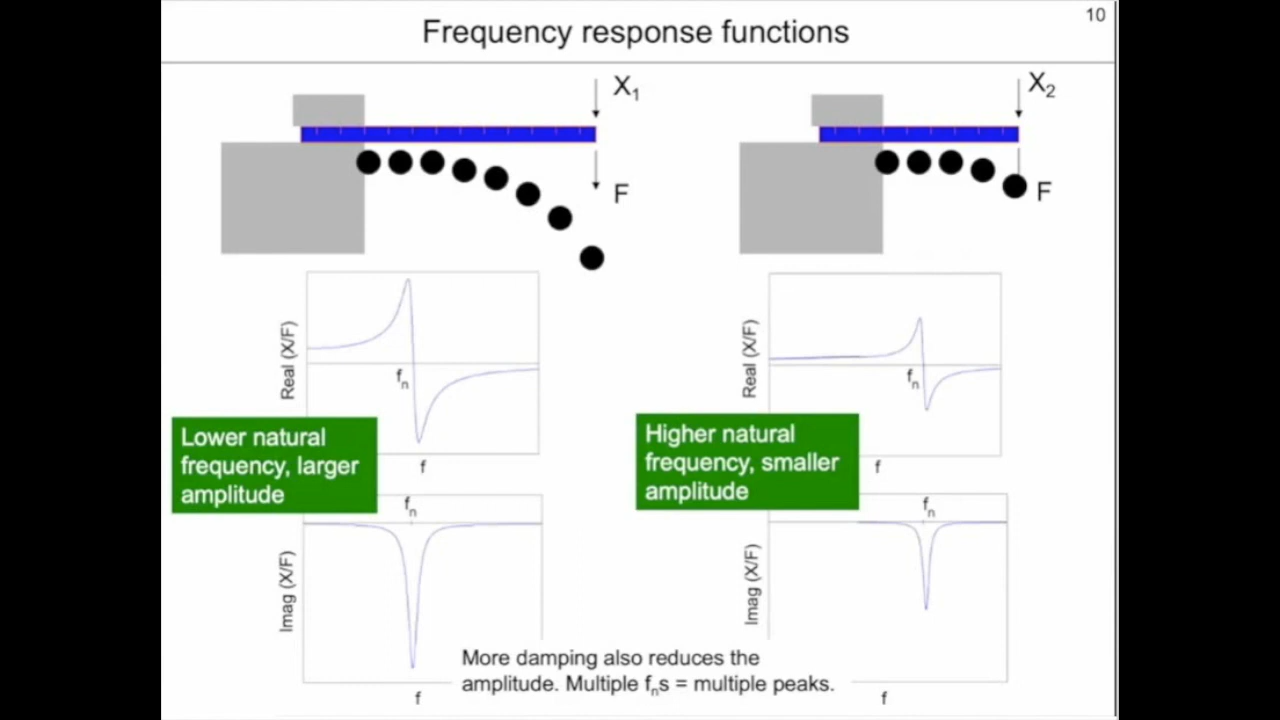 10
Frequency response functions
X₁
F
X₂
F
Real (X/F)
fₙ
f
Lower natural
frequency, larger
amplitude
Real (X/F)
fₙ
f
Higher natural
frequency, smaller
amplitude
Imag (X/F)
fₙ
f
Imag (X/F)
fₙ
f
More damping also reduces the
amplitude. Multiple fₙs = multiple peaks.